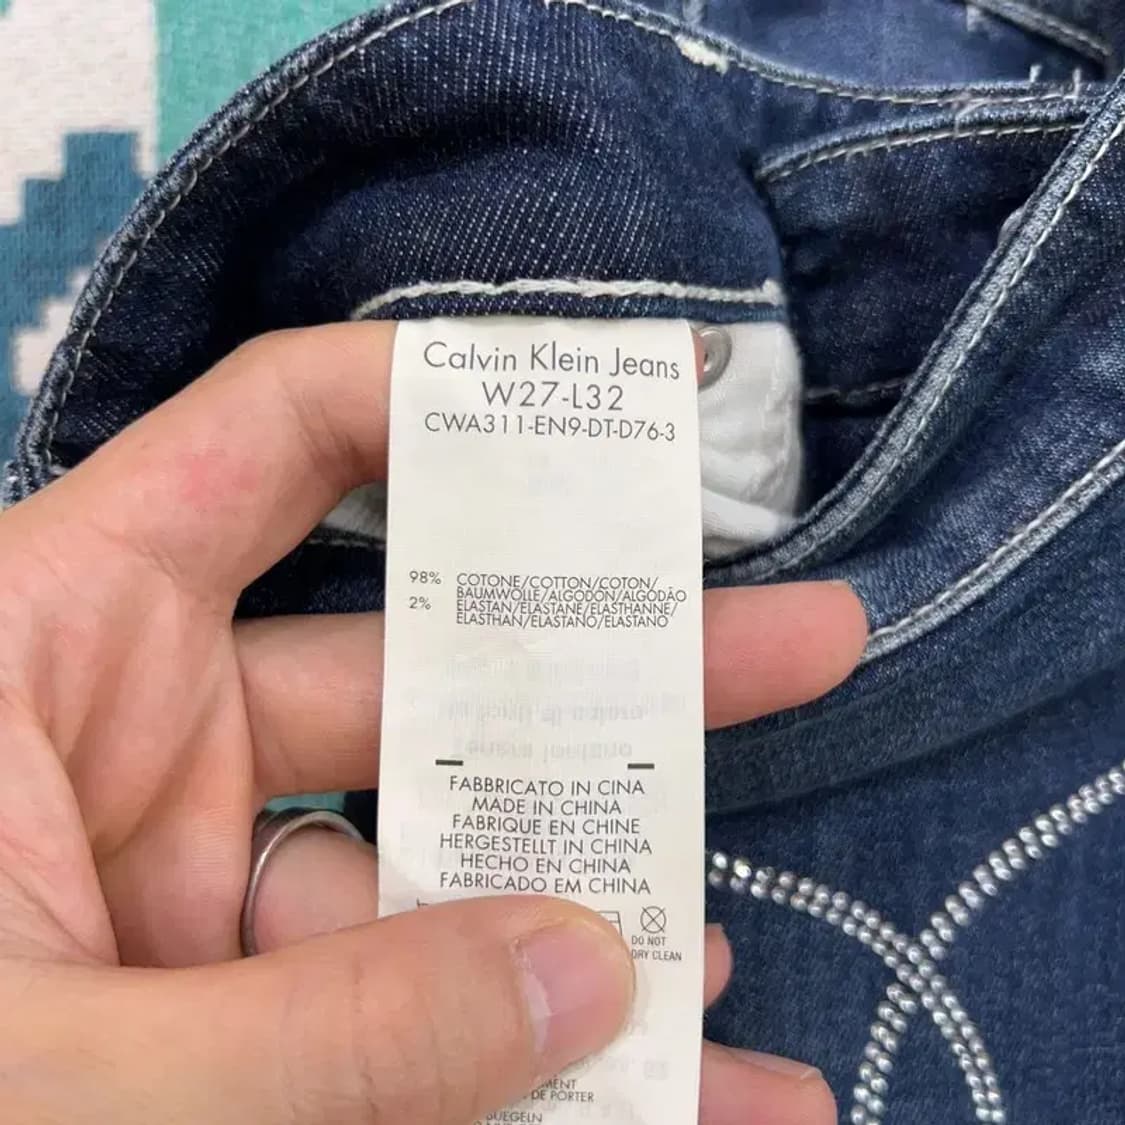 Calvin Klein Jeans
W27-L32
CWA311-EN9-DT-D76-3
98% COTONE/COTTON/COTON/
BAUMWOLLE/ALGODON/ALGODÃO
2% ELASTAN/ELASTANE/ELASTHANNE/
ELASTHAN/ELASTANO/ELASTANO
FABBRICATO IN CINA
MADE IN CHINA
FABRIQUE EN CHINE
HERGESTELLT IN CHINA
HECHO EN CHINA
FABRICADO EM CHINA
DO NOT
DRY CLEAN
DE PORTER